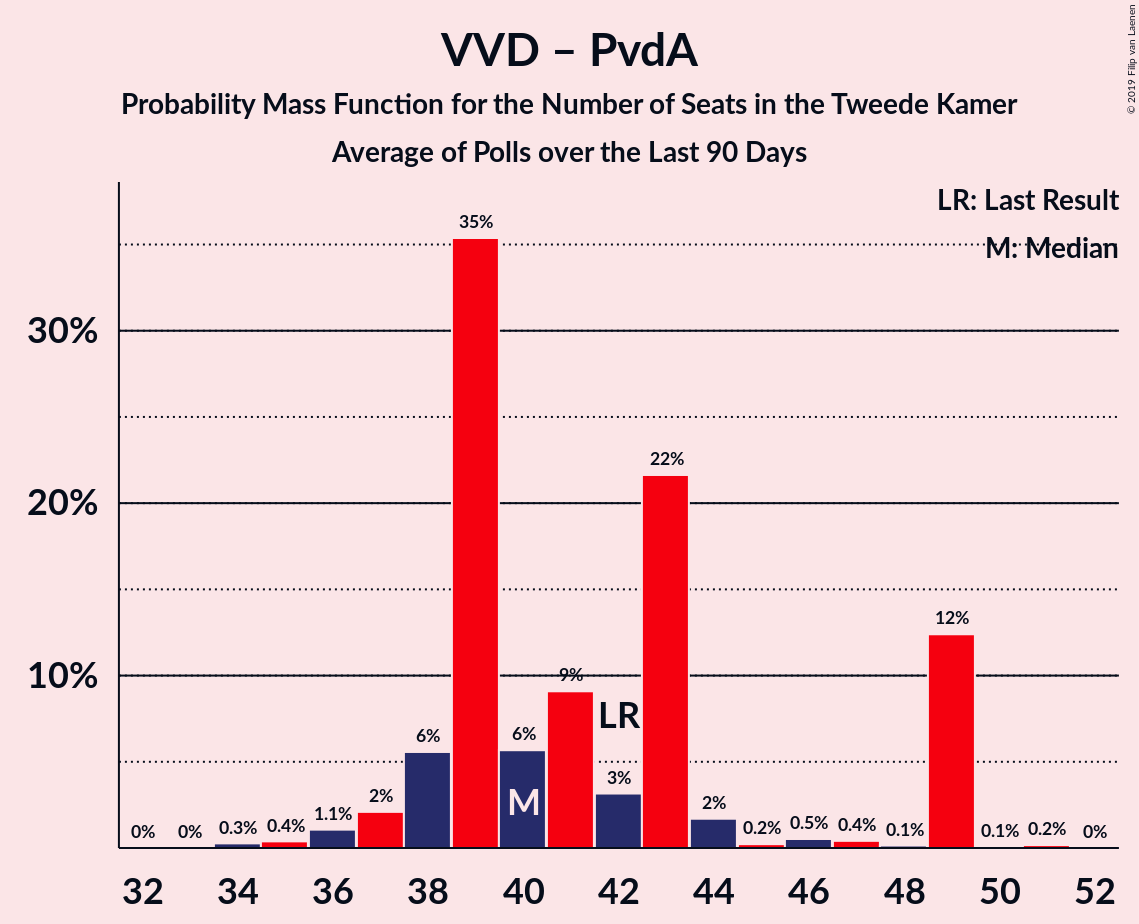 VVD – PvdA
Probability Mass Function for the Number of Seats in the Tweede Kamer
Average of Polls over the Last 90 Days
© 2019 Filip van Laenen
LR: Last Result
M: Median
30%
20%
10%
0%
0%
0.3%
0.4%
1.1%
2%
6%
35%
6%
9%
3%
22%
2%
0.2%
0.5%
0.4%
0.1%
12%
0.1%
0.2%
0%
LR
M
32 34 36 38 40 42 44 46 48 50 52